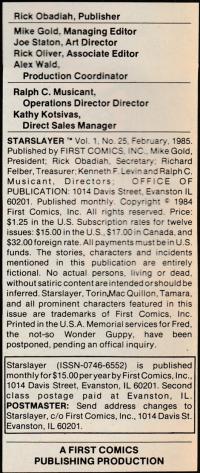 Rick Obadiah, Publisher
Mike Gold, Managing Editor
Joe Staton, Art Director
Rick Oliver, Associate Editor
Alex Wald,
Production Coordinator
Ralph C. Musicant,
Operations Director Director
Kathy Kotsivas,
Direct Sales Manager
STARSLAYER ™ Vol. 1, No. 25, February, 1985.
Published by FIRST COMICS, INC., Mike Gold,
President; Rick Obadiah, Secretary; Richard
Felber, Treasurer; Kenneth F. Levin and Ralph C.
Musicant, Directors. OFFICE OF
PUBLICATION: 1014 Davis Street, Evanston IL
60201. Published monthly. Copyright © 1984
First Comics, Inc. All rights reserved. Price:
$1.25 in the U.S. Subscription rates for twelve
issues: $15.00 in the U.S., $17.00 in Canada, and
$32.00 foreign rate. All payments must be in U.S.
funds. The stories, characters and incidents
mentioned in this publication are entirely
fictional. No actual persons, living or dead,
without satiric content are intended or should be
inferred. Starslayer, Torin Mac Quillon, Tamara,
and all prominent characters featured in this
issue are trademarks of First Comics, Inc.
Printed in the U.S.A. Memorial services for Fred,
the not-so Wonder Guppy, have been
postponed, pending an offical inquiry.
Starslayer (ISSN-0746-6552) is published
monthly for $15.00 per year by First Comics, Inc.,
1014 Davis Street, Evanston, IL 60201. Second
class postage paid at Evanston, IL.
POSTMASTER: Send address changes to
Starslayer, c/o First Comics, Inc., 1014 Davis St.
Evanston, IL 60201.
A FIRST COMICS
PUBLISHING PRODUCTION